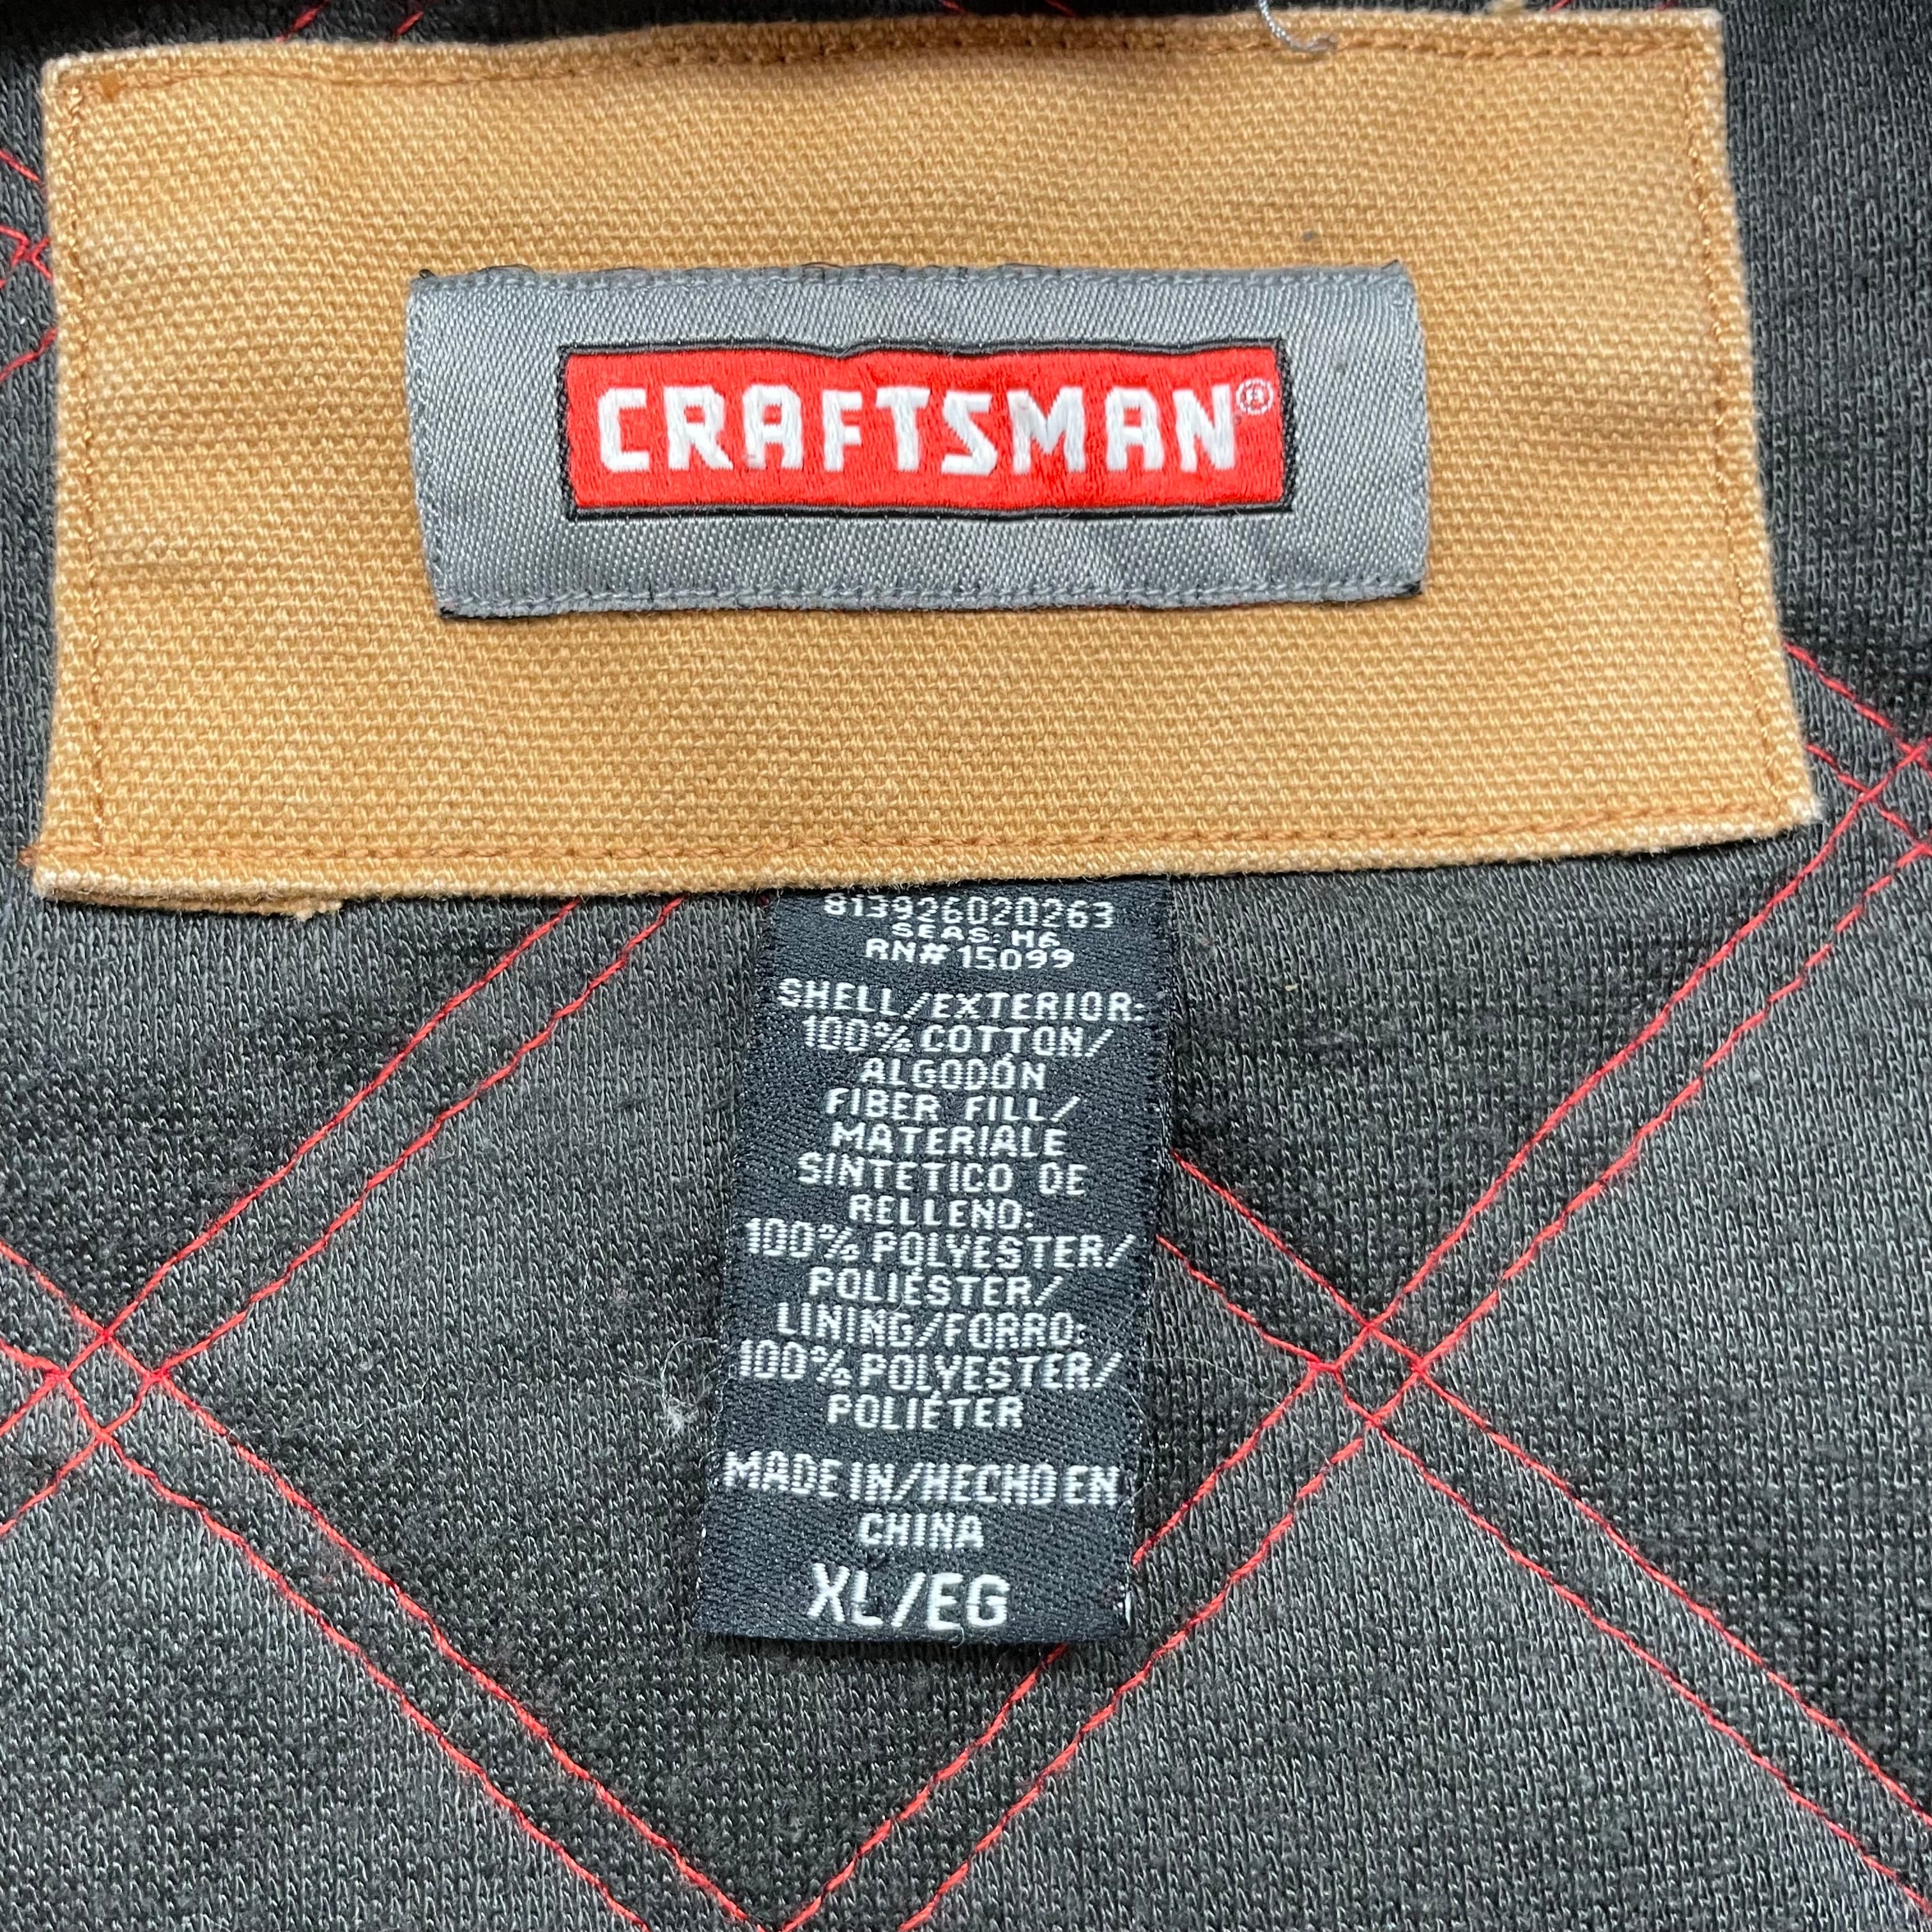 CRAFTSMAN®
813926020263
SEAS: H6
RN# 15099
SHELL/EXTERIOR:
100% COTTON/
ALGODÓN
FIBER FILL/
MATERIALE
SINTETICO DE
RELLENO:
100% POLYESTER/
POLIÉSTER/
LINING/FORRO:
100% POLYESTER/
POLIÉTER
MADE IN/HECHO EN
CHINA
XL/EG